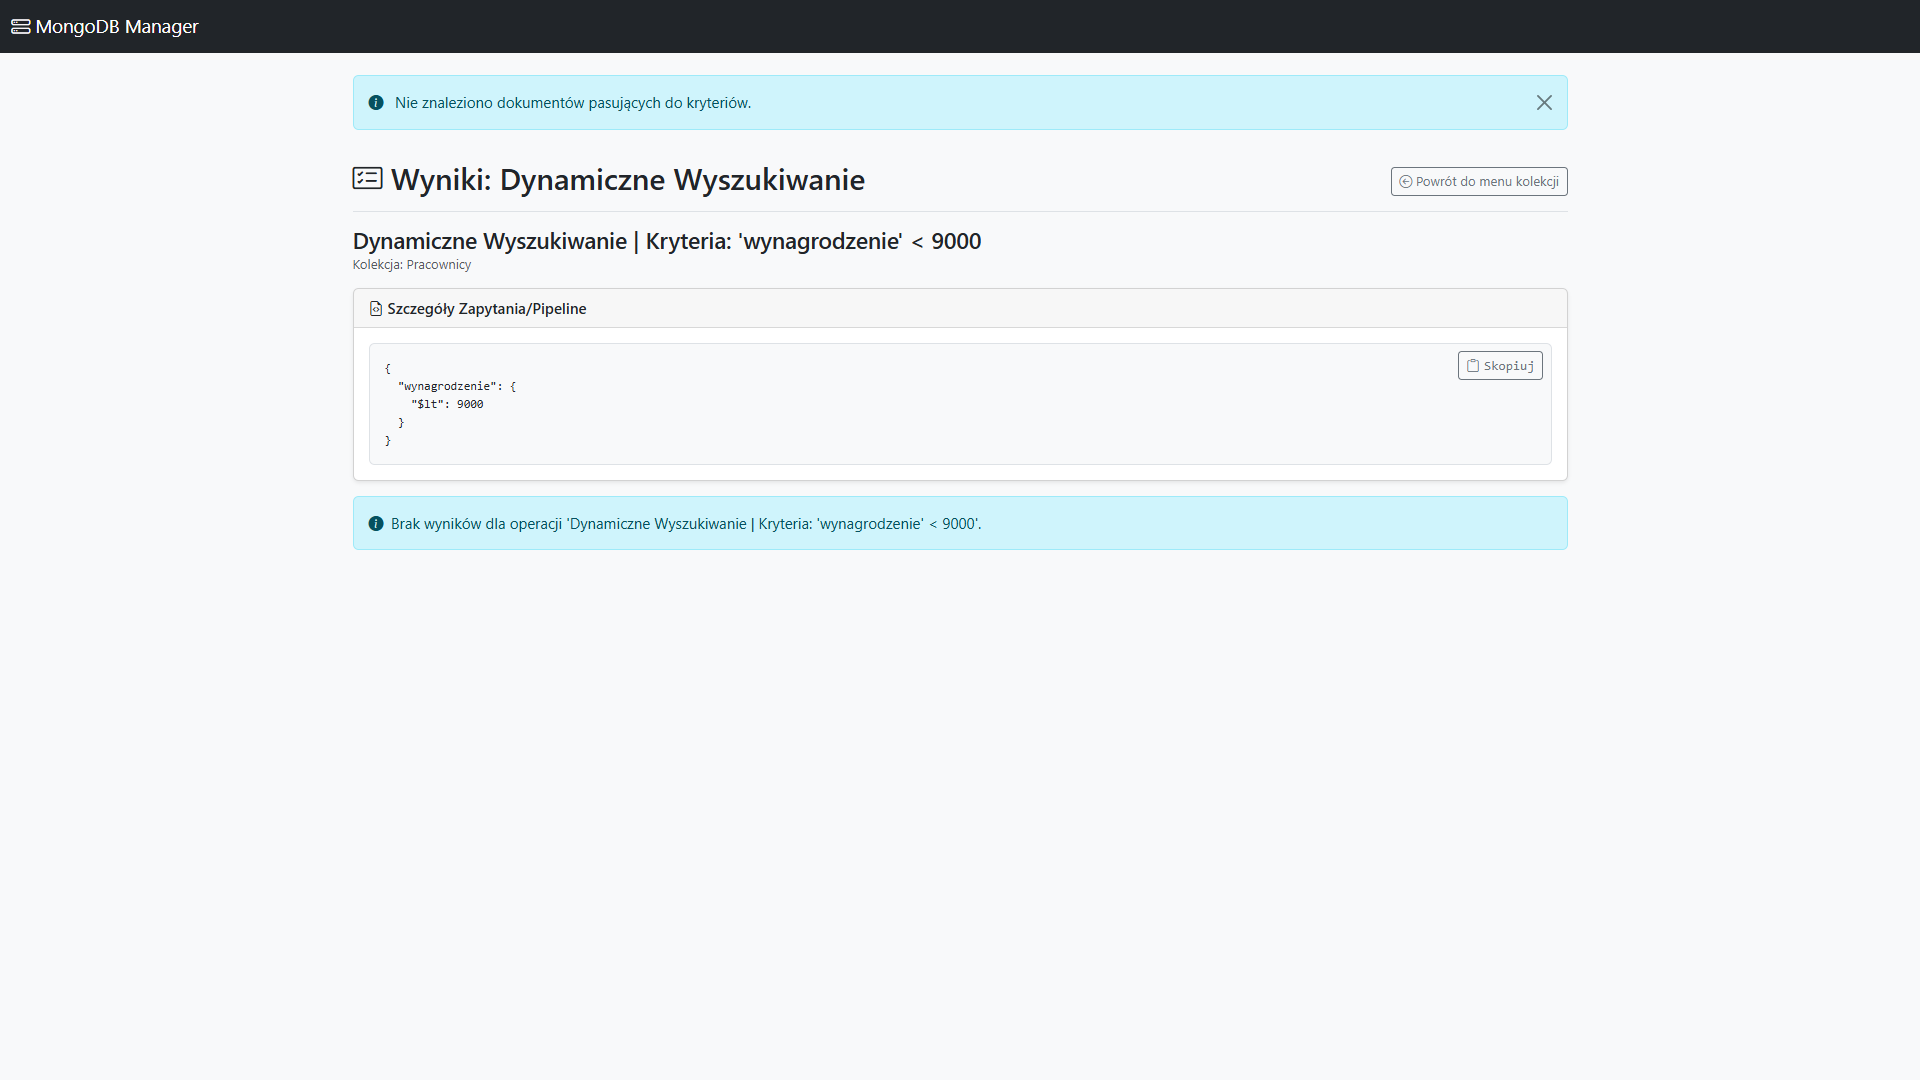 MongoDB Manager
Nie znaleziono dokumentów pasujących do kryteriów.
Wyniki: Dynamiczne Wyszukiwanie
Powrót do menu kolekcji
Dynamiczne Wyszukiwanie | Kryteria: 'wynagrodzenie' < 9000
Kolekcja: Pracownicy
Szczegóły Zapytania/Pipeline
Skopiuj
{
  "wynagrodzenie": {
    "$lt": 9000
  }
}
Brak wyników dla operacji 'Dynamiczne Wyszukiwanie | Kryteria: 'wynagrodzenie' < 9000'.